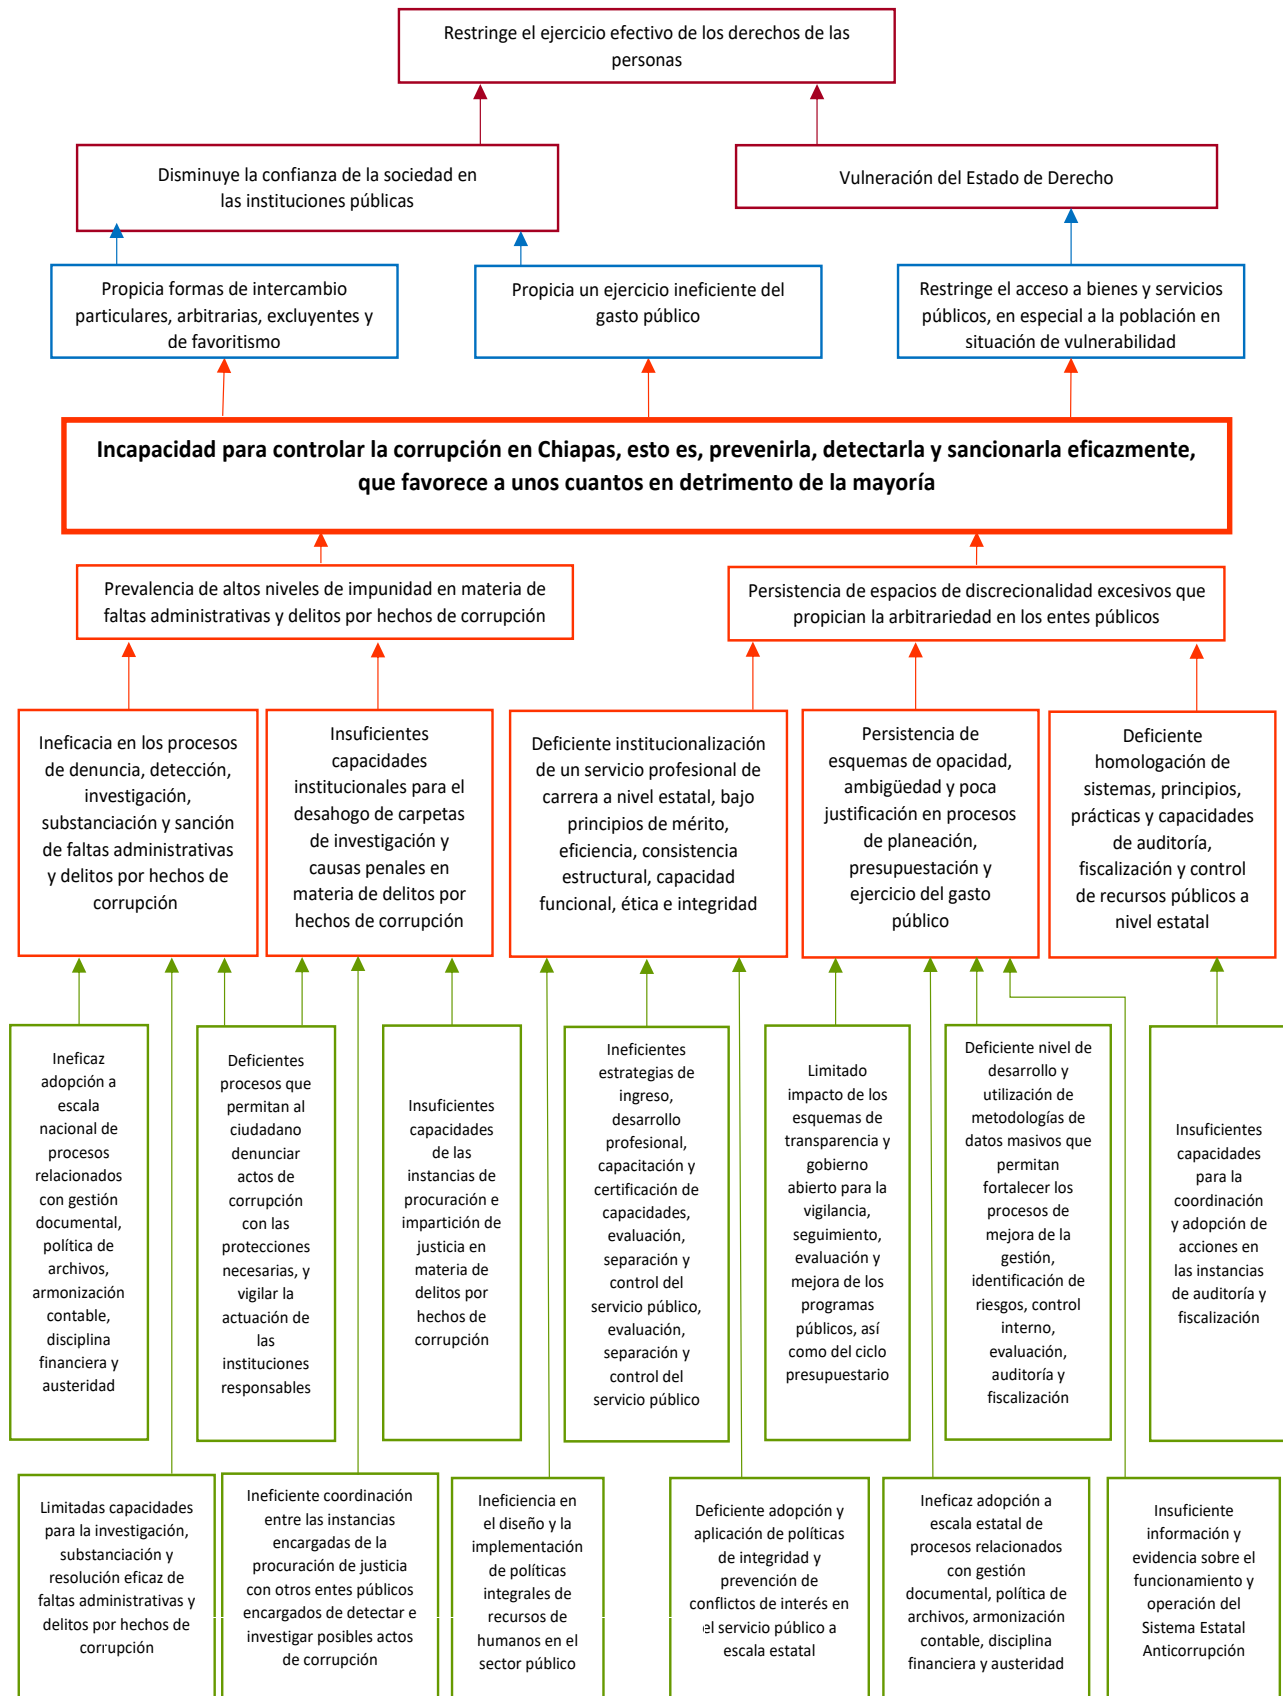 Restringe el ejercicio efectivo de los derechos de las
personas
Disminuye la confianza de la sociedad en
las instituciones públicas
Vulneración del Estado de Derecho
Propicia formas de intercambio
particulares, arbitrarias, excluyentes y
de favoritismo
Propicia un ejercicio ineficiente del
gasto público
Restringe el acceso a bienes y servicios
públicos, en especial a la población en
situación de vulnerabilidad
Incapacidad para controlar la corrupción en Chiapas, esto es, prevenirla, detectarla y sancionarla eficazmente,
que favorece a unos cuantos en detrimento de la mayoría
Prevalencia de altos niveles de impunidad en materia de
faltas administrativas y delitos por hechos de corrupción
Persistencia de espacios de discrecionalidad excesivos que
propician la arbitrariedad en los entes públicos
Ineficacia en los procesos
de denuncia, detección,
investigación,
substanciación y sanción
de faltas administrativas
y delitos por hechos de
corrupción
Insuficientes
capacidades
institucionales para el
desahogo de carpetas
de investigación y
causas penales en
materia de delitos por
hechos de corrupción
Deficiente institucionalización
de un servicio profesional de
carrera a nivel estatal, bajo
principios de mérito,
eficiencia, consistencia
estructural, capacidad
funcional, ética e integridad
Persistencia de
esquemas de opacidad,
ambigüedad y poca
justificación en procesos
de planeación,
presupuestación y
ejercicio del gasto
público
Deficiente
homologación de
sistemas, principios,
prácticas y capacidades
de auditoría,
fiscalización y control
de recursos públicos a
nivel estatal
Ineficaz
adopción a
escala
nacional de
procesos
relacionados
con gestión
documental,
política de
archivos,
armonización
contable,
disciplina
financiera y
austeridad
Deficientes
procesos que
permitan al
ciudadano
denunciar
actos de
corrupción
con las
protecciones
necesarias, y
vigilar la
actuación de
las
instituciones
responsables
Insuficientes
capacidades
de las
instancias de
procuración e
impartición de
justicia en
materia de
delitos por
hechos de
corrupción
Ineficientes
estrategias de
ingreso,
desarrollo
profesional,
capacitación y
certificación de
capacidades,
evaluación,
separación y
control del
servicio público,
evaluación,
separación y
control del
servicio público
Limitado
impacto de los
esquemas de
transparencia y
gobierno
abierto para la
vigilancia,
seguimiento,
evaluación y
mejora de los
programas
públicos, así
como del ciclo
presupuestario
Deficiente nivel de
desarrollo y
utilización de
metodologías de
datos masivos que
permitan
fortalecer los
procesos de
mejora de la
gestión,
identificación de
riesgos, control
interno,
evaluación,
auditoría y
fiscalización
Insuficientes
capacidades
para la
coordinación
y adopción de
acciones en
las instancias
de auditoría y
fiscalización
Limitadas capacidades
para la investigación,
substanciación y
resolución eficaz de
faltas administrativas y
delitos por hechos de
corrupción
Ineficiente coordinación
entre las instancias
encargadas de la
procuración de justicia
con otros entes públicos
encargados de detectar e
investigar posibles actos
de corrupción
Ineficiencia en
el diseño y la
implementación
de políticas
integrales de
recursos de
humanos en el
sector público
Deficiente adopción y
aplicación de políticas
de integridad y
prevención de
conflictos de interés en
el servicio público a
escala estatal
Ineficaz adopción a
escala estatal de
procesos relacionados
con gestión
documental, política de
archivos, armonización
contable, disciplina
financiera y austeridad
Insuficiente
información y
evidencia sobre el
funcionamiento y
operación del
Sistema Estatal
Anticorrupción